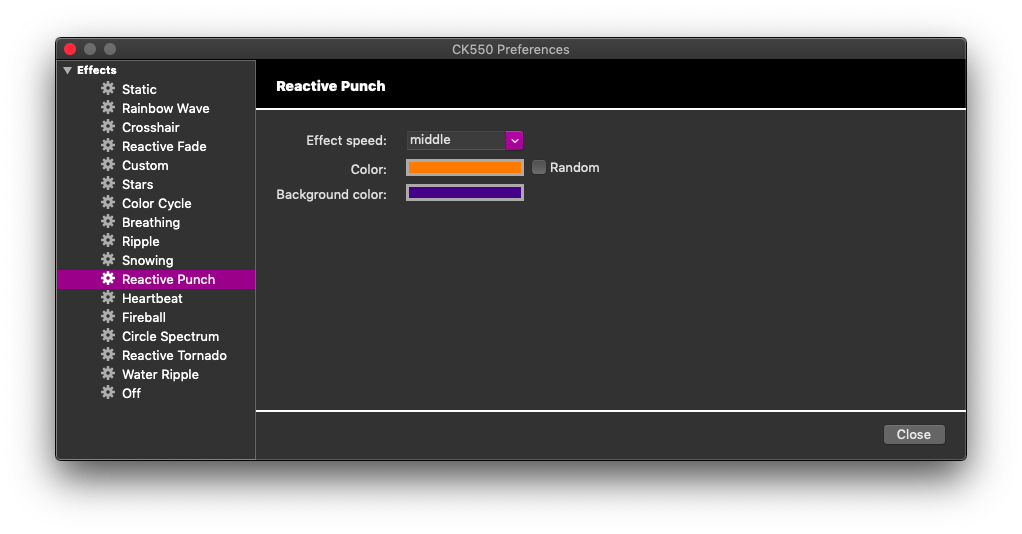 CK550 Preferences
Effects
Static
Rainbow Wave
Crosshair
Reactive Fade
Custom
Stars
Color Cycle
Breathing
Ripple
Snowing
Reactive Punch
Heartbeat
Fireball
Circle Spectrum
Reactive Tornado
Water Ripple
Off
Reactive Punch
Effect speed: middle
Color: Random
Background color:
Close